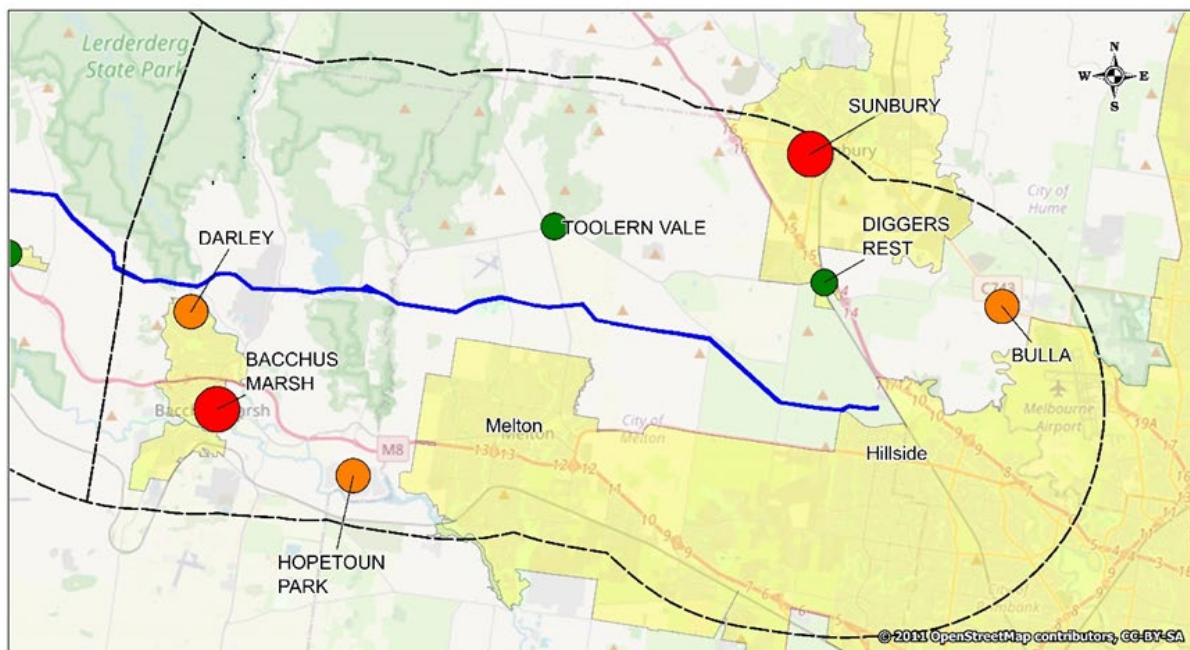 Lerderderg
State Park
N
W E
S
SUNBURY
City of
Hume
DARLEY
TOOLERN VALE
DIGGERS
REST
C743
BULLA
BACCHUS
MARSH
Melbourne
Airport
Melton
City of
Melton
M8
Hillside
HOPETOUN
PARK
© 2011 OpenStreetMap contributors, CC-BY-SA